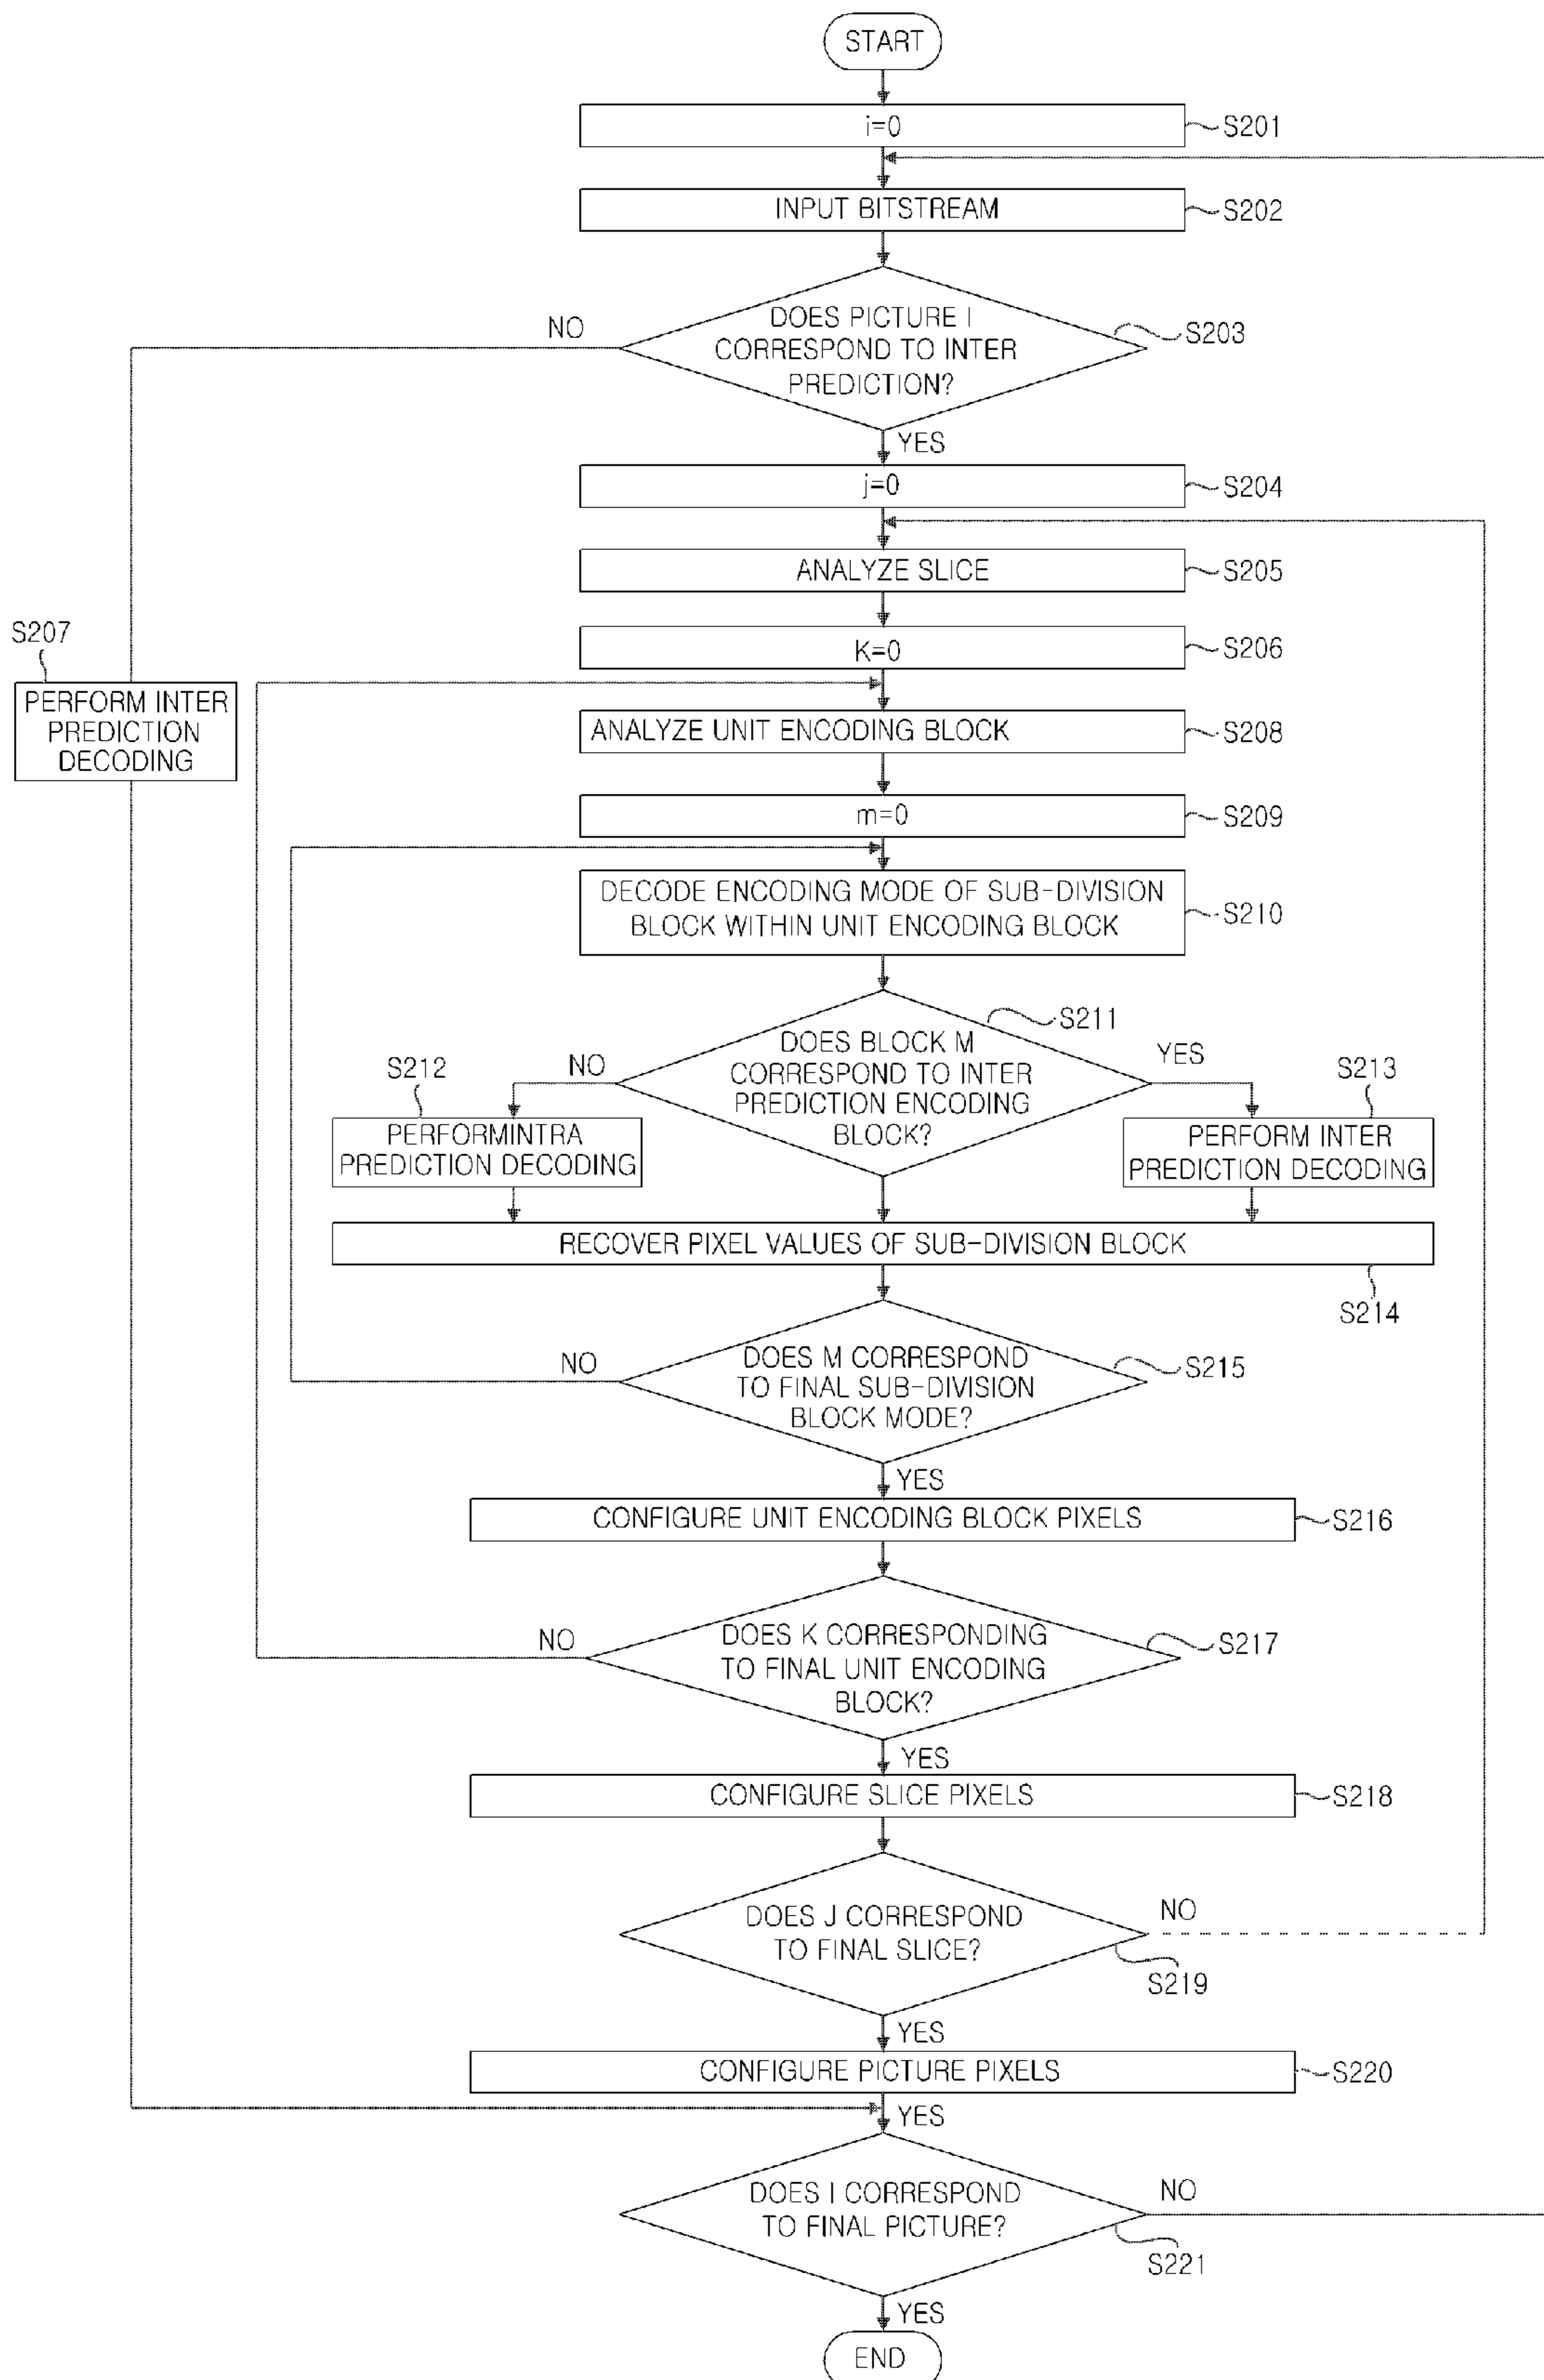 START
i=0
S201
INPUT BITSTREAM
S202
DOES PICTURE I
CORRESPOND TO INTER
PREDICTION?
S203
NO
YES
j=0
S204
ANALYZE SLICE
S205
K=0
S206
S207
PERFORM INTER
PREDICTION
DECODING
ANALYZE UNIT ENCODING BLOCK
S208
m=0
S209
DECODE ENCODING MODE OF SUB-DIVISION
BLOCK WITHIN UNIT ENCODING BLOCK
S210
DOES BLOCK M
CORRESPOND TO INTER
PREDICTION ENCODING
BLOCK?
S211
NO
YES
S212
PERFORMINTRA
PREDICTION DECODING
S213
PERFORM INTER
PREDICTION DECODING
RECOVER PIXEL VALUES OF SUB-DIVISION BLOCK
S214
DOES M CORRESPOND
TO FINAL SUB-DIVISION
BLOCK MODE?
S215
NO
YES
CONFIGURE UNIT ENCODING BLOCK PIXELS
S216
DOES K CORRESPONDING
TO FINAL UNIT ENCODING
BLOCK?
S217
NO
YES
CONFIGURE SLICE PIXELS
S218
DOES J CORRESPOND
TO FINAL SLICE?
NO
S219
YES
CONFIGURE PICTURE PIXELS
S220
YES
DOES I CORRESPOND
TO FINAL PICTURE?
NO
S221
YES
END